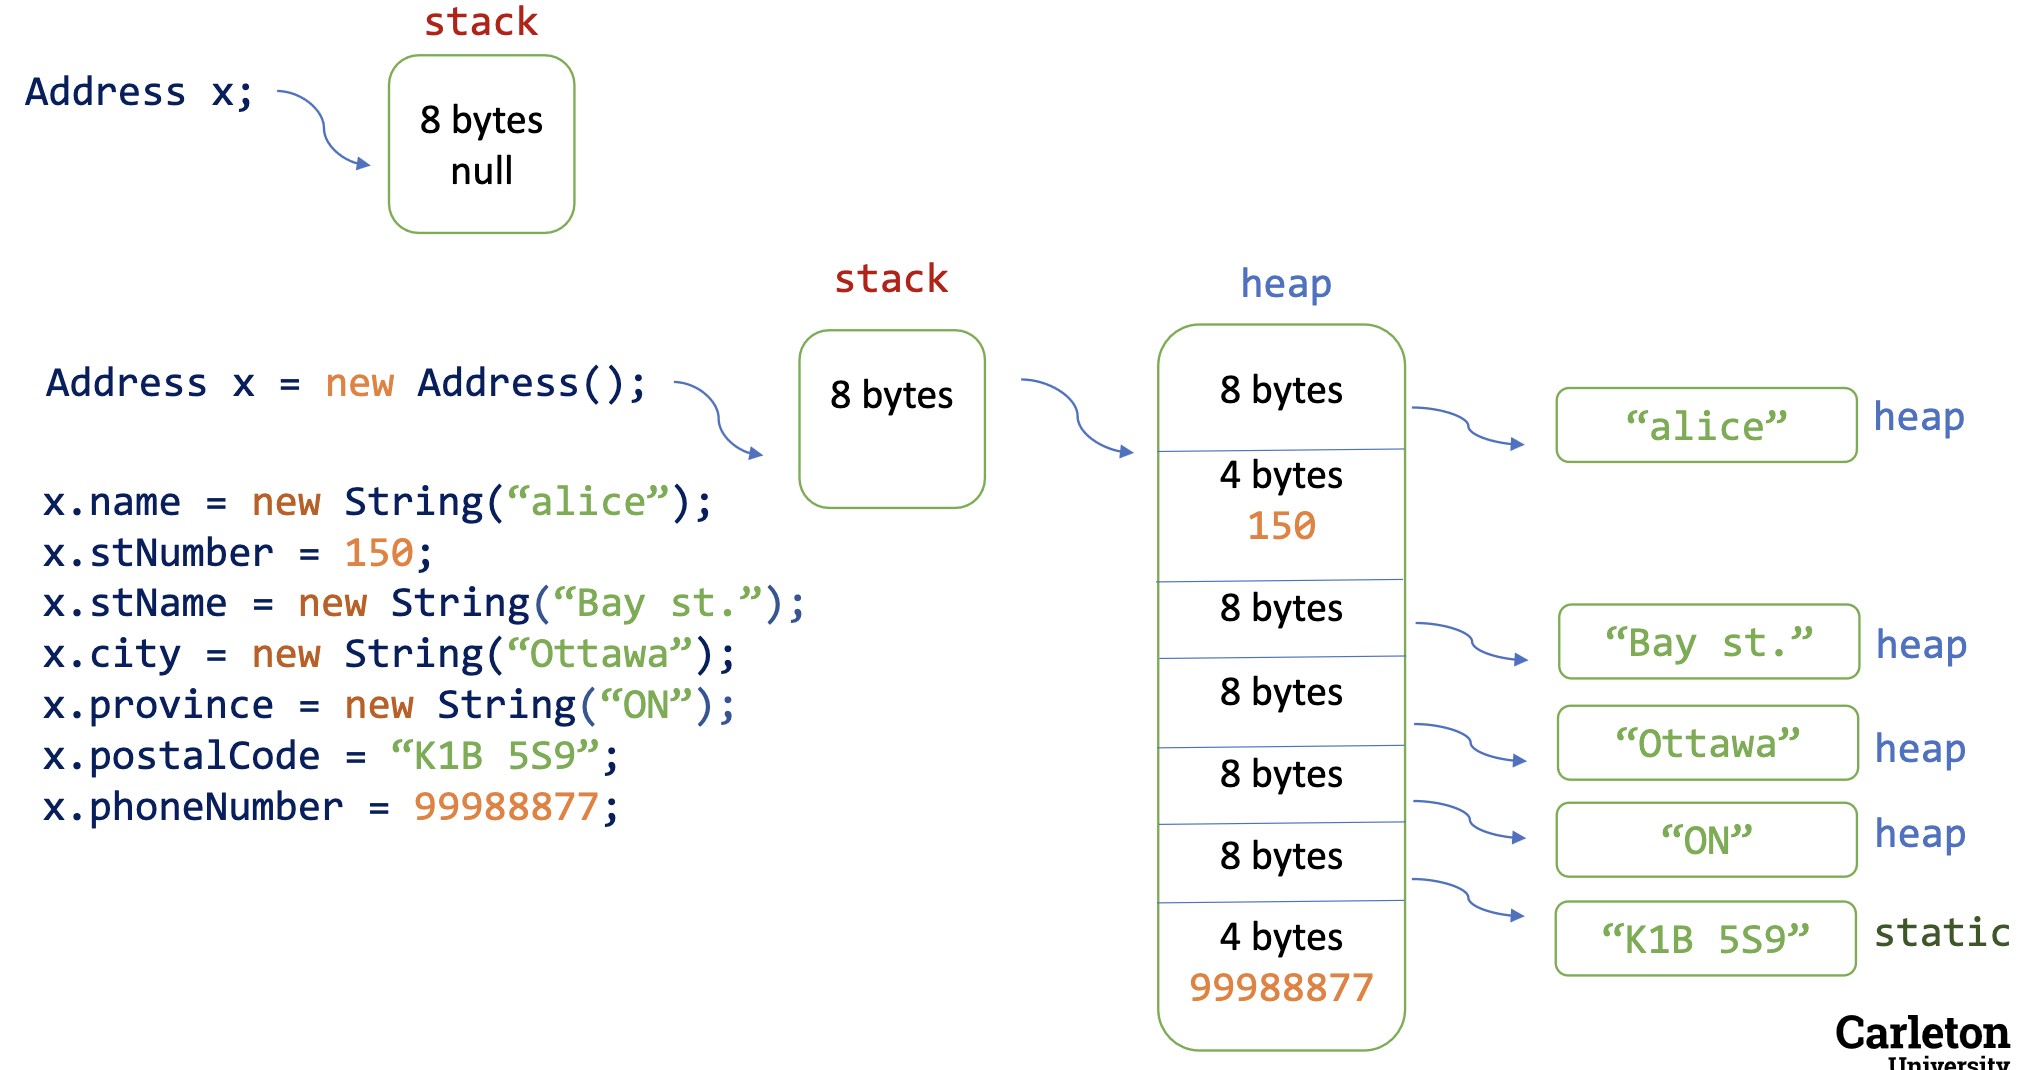 stack
Address x;
8 bytes
null
stack
heap
Address x = new Address();
8 bytes
x.name = new String(“alice”);
x.stNumber = 150;
x.stName = new String(“Bay st.”);
x.city = new String(“Ottawa”);
x.province = new String(“ON”);
x.postalCode = “K1B 5S9”;
x.phoneNumber = 99988877;
8 bytes
4 bytes
150
8 bytes
8 bytes
8 bytes
8 bytes
4 bytes
99988877
“alice” heap
“Bay st.” heap
“Ottawa” heap
“ON” heap
“K1B 5S9” static
Carleton
University